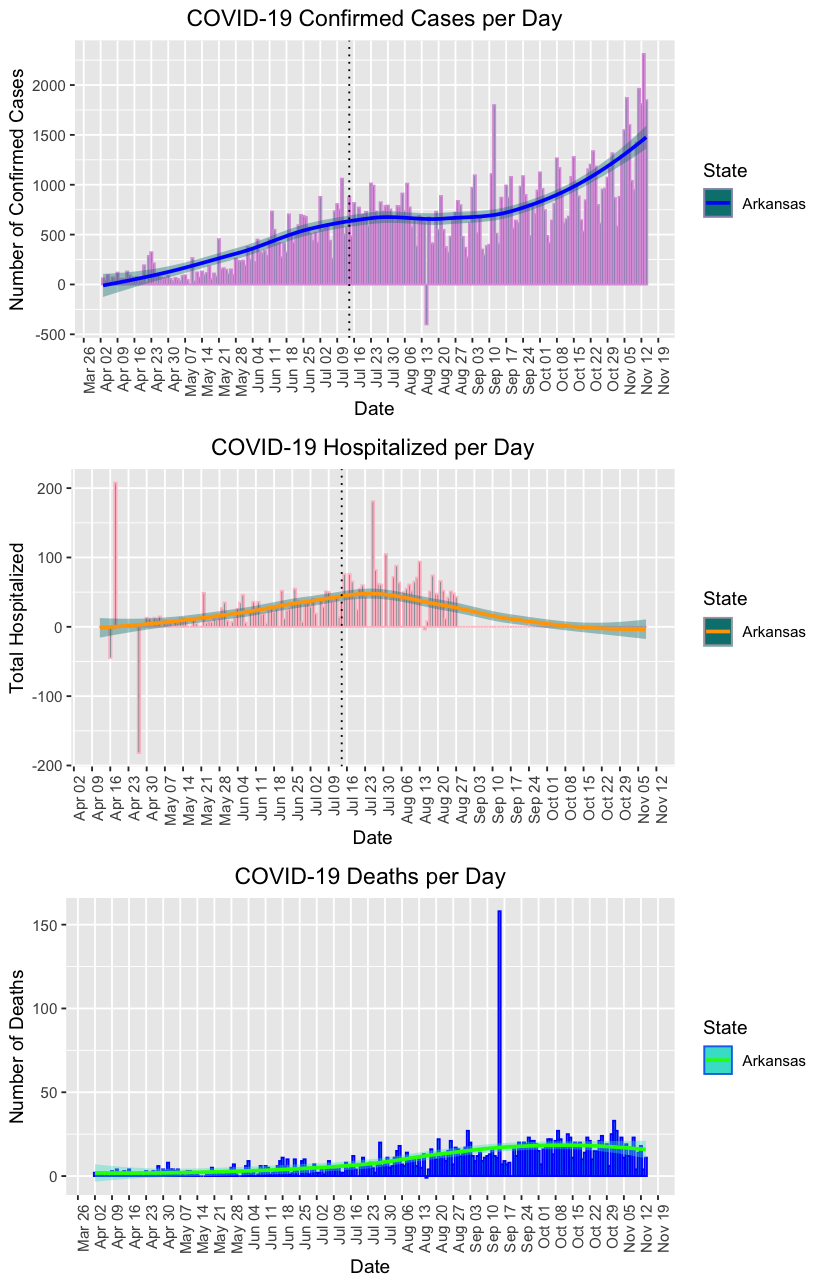 COVID-19 Confirmed Cases per Day
Number of Confirmed Cases
2000
1500
1000
500
0
-500
Mar 26
Apr 02
Apr 09
Apr 16
Apr 23
Apr 30
May 07
May 14
May 21
May 28
Jun 04
Jun 11
Jun 18
Jun 25
Jul 02
Jul 09
Jul 16
Jul 23
Jul 30
Aug 06
Aug 13
Aug 20
Aug 27
Sep 03
Sep 10
Sep 17
Sep 24
Oct 01
Oct 08
Oct 15
Oct 22
Oct 29
Nov 05
Nov 12
Nov 19
Date
State
Arkansas
COVID-19 Hospitalized per Day
Total Hospitalized
200
100
0
-100
-200
Apr 02
Apr 09
Apr 16
Apr 23
Apr 30
May 07
May 14
May 21
May 28
Jun 04
Jun 11
Jun 18
Jun 25
Jul 02
Jul 09
Jul 16
Jul 23
Jul 30
Aug 06
Aug 13
Aug 20
Aug 27
Sep 03
Sep 10
Sep 17
Sep 24
Oct 01
Oct 08
Oct 15
Oct 22
Oct 29
Nov 05
Nov 12
Date
State
Arkansas
COVID-19 Deaths per Day
Number of Deaths
150
100
50
0
Mar 26
Apr 02
Apr 09
Apr 16
Apr 23
Apr 30
May 07
May 14
May 21
May 28
Jun 04
Jun 11
Jun 18
Jun 25
Jul 02
Jul 09
Jul 16
Jul 23
Jul 30
Aug 06
Aug 13
Aug 20
Aug 27
Sep 03
Sep 10
Sep 17
Sep 24
Oct 01
Oct 08
Oct 15
Oct 22
Oct 29
Nov 05
Nov 12
Nov 19
Date
State
Arkansas